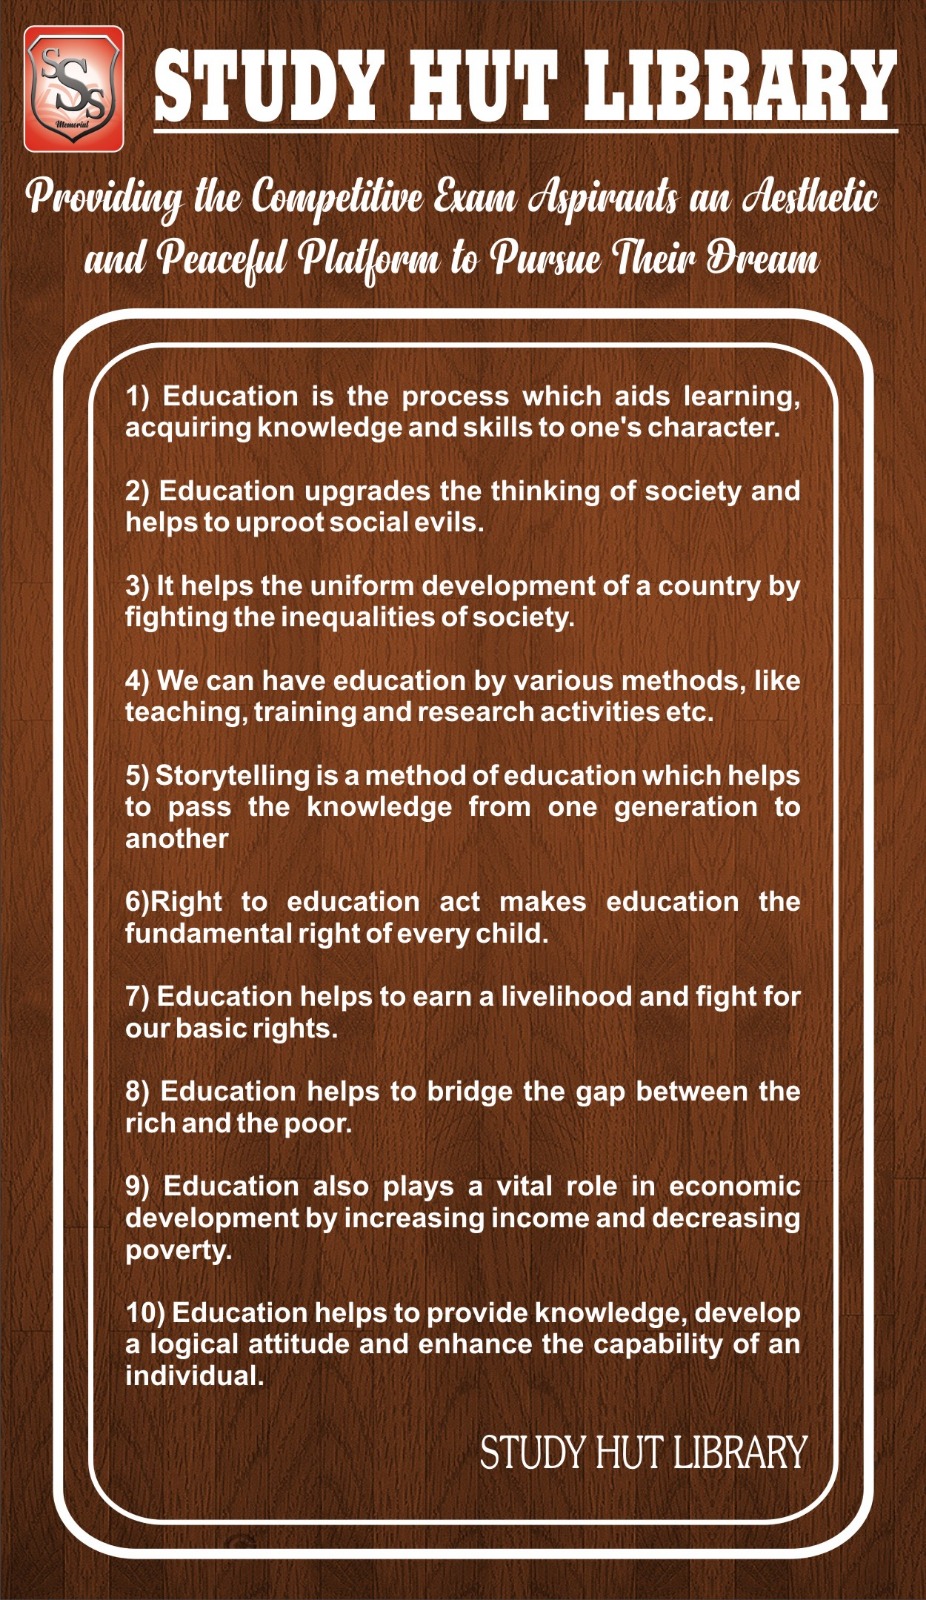 S S S
Memorial
STUDY HUT LIBRARY
Providing the Competitive Exam Aspirants an Aesthetic
and Peaceful Platform to Pursue Their Dream
1) Education is the process which aids learning,
acquiring knowledge and skills to one's character.
2) Education upgrades the thinking of society and
helps to uproot social evils.
3) It helps the uniform development of a country by
fighting the inequalities of society.
4) We can have education by various methods, like
teaching, training and research activities etc.
5) Storytelling is a method of education which helps
to pass the knowledge from one generation to
another
6)Right to education act makes education the
fundamental right of every child.
7) Education helps to earn a livelihood and fight for
our basic rights.
8) Education helps to bridge the gap between the
rich and the poor.
9) Education also plays a vital role in economic
development by increasing income and decreasing
poverty.
10) Education helps to provide knowledge, develop
a logical attitude and enhance the capability of an
individual.
STUDY HUT LIBRARY